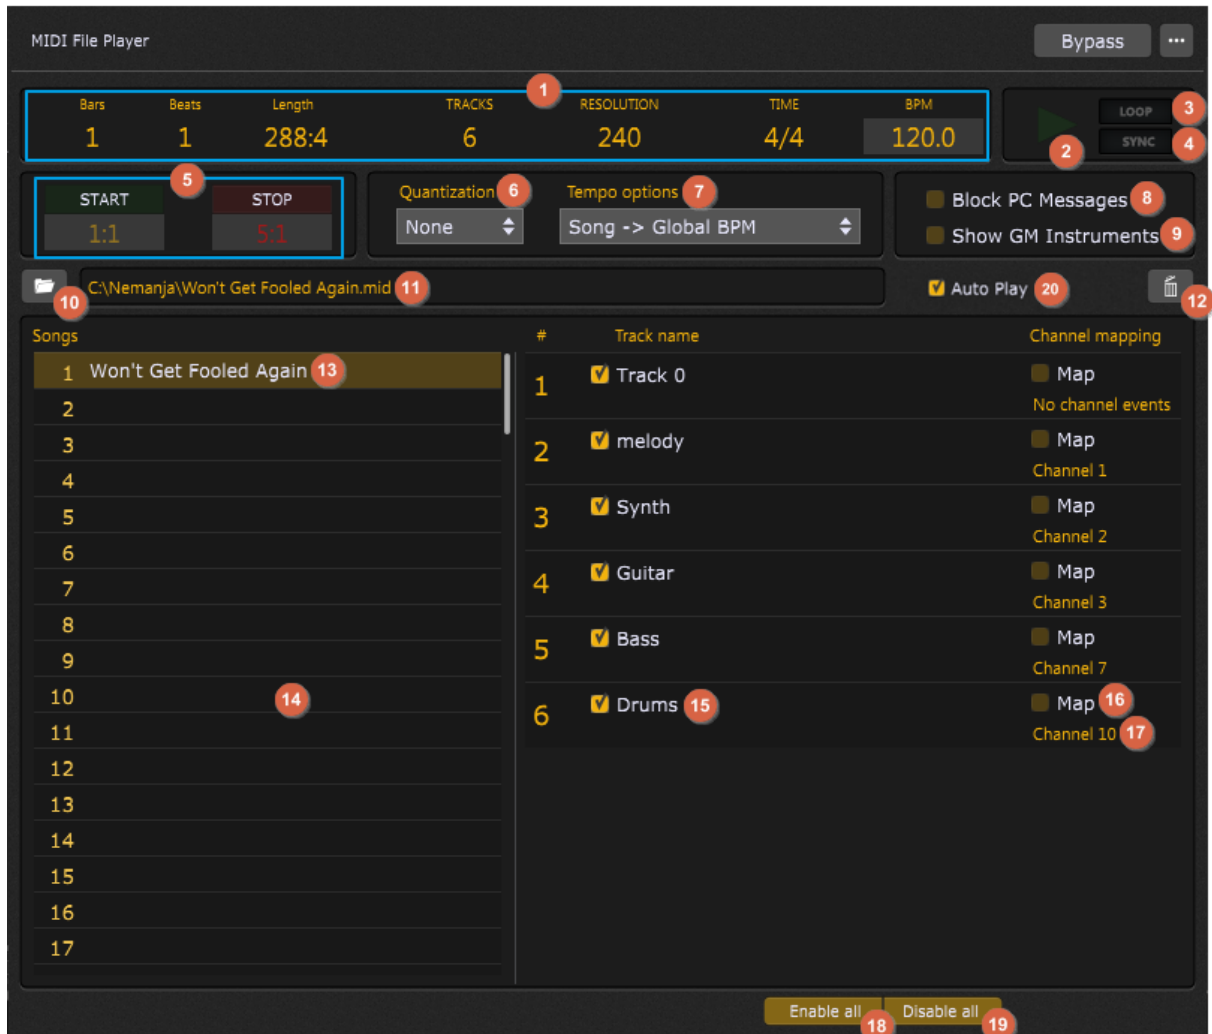 MIDI File Player
Bypass ...
1
Bars Beats Length TRACKS RESOLUTION TIME BPM
1 1 288:4 6 240 4/4 120.0
LOOP 3
2 SYNC 4
5
START STOP
1:1 5:1
Quantization 6 Tempo options 7
None Song -> Global BPM
Block PC Messages 8
Show GM Instruments 9
10 C:\Nemanja\Won't Get Fooled Again.mid 11
Auto Play 20 12
Songs
1 Won't Get Fooled Again 13
2
3
4
5
6
7
8
9
10 14
11
12
13
14
15
16
17
# Track name Channel mapping
1 Track 0 Map
No channel events
2 melody Map
Channel 1
3 Synth Map
Channel 2
4 Guitar Map
Channel 3
5 Bass Map
Channel 7
6 Drums 15 Map 16
Channel 10 17
Enable all 18 Disable all 19